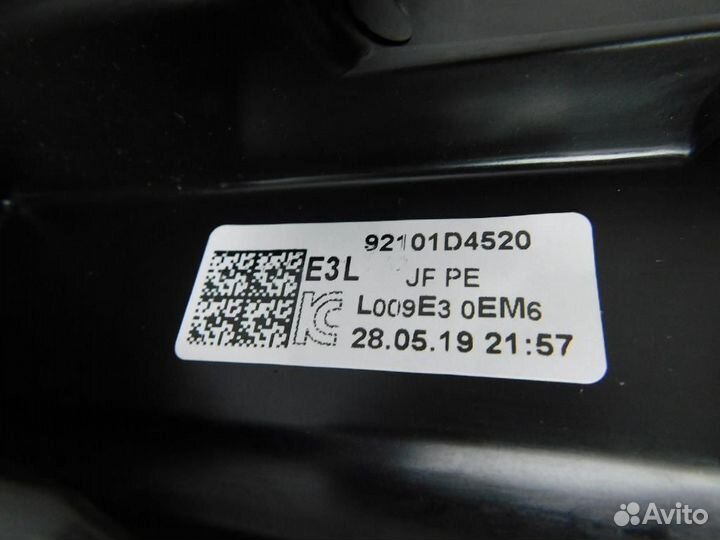 92101D4520
E3L JF PE
L009E3 0EM6
28.05.19 21:57
Avito